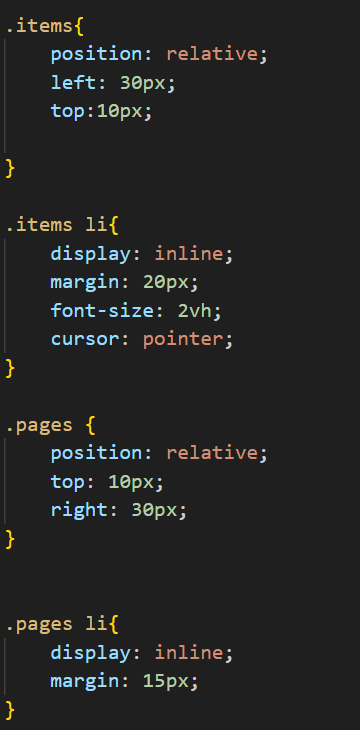 .items{
    position: relative;
    left: 30px;
    top:10px;

}

.items li{
    display: inline;
    margin: 20px;
    font-size: 2vh;
    cursor: pointer;
}

.pages {
    position: relative;
    top: 10px;
    right: 30px;
}


.pages li{
    display: inline;
    margin: 15px;
}